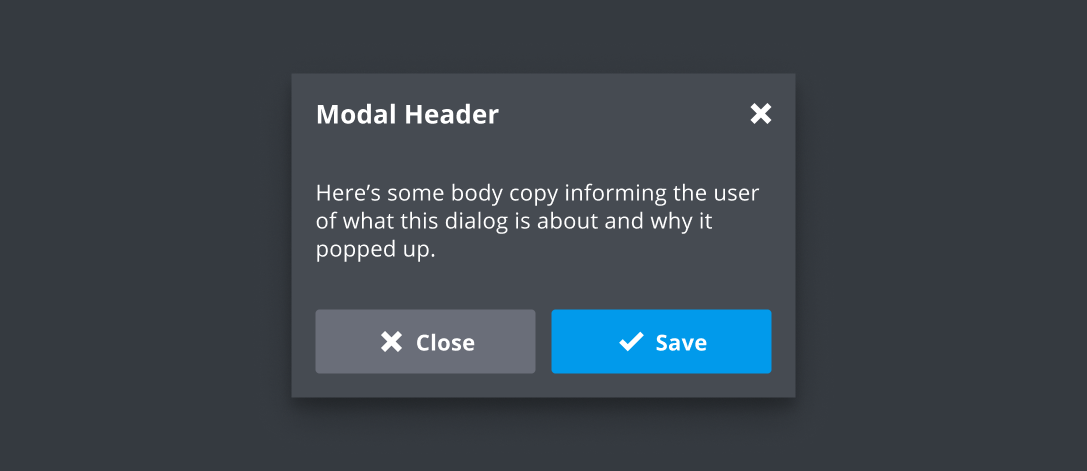 Modal Header
Here’s some body copy informing the user
of what this dialog is about and why it
popped up.
Close
Save